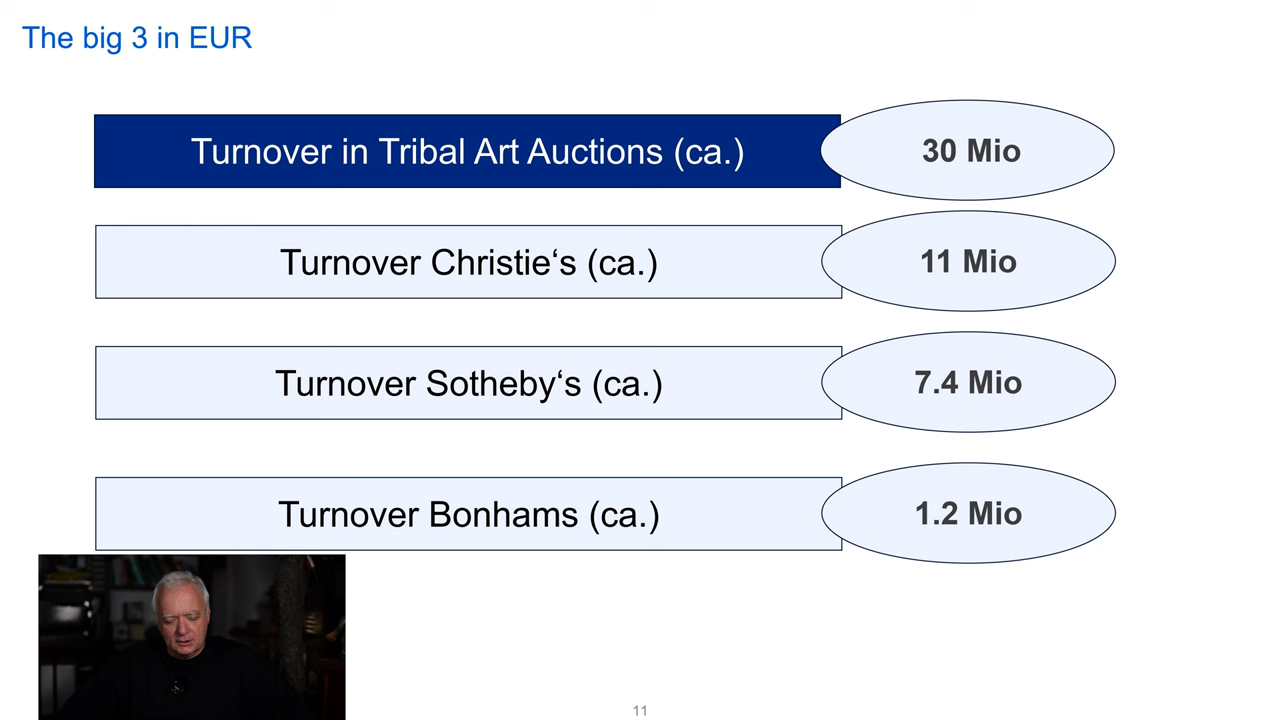 The big 3 in EUR
Turnover in Tribal Art Auctions (ca.)
30 Mio
Turnover Christie‘s (ca.)
11 Mio
Turnover Sotheby‘s (ca.)
7.4 Mio
Turnover Bonhams (ca.)
1.2 Mio
11